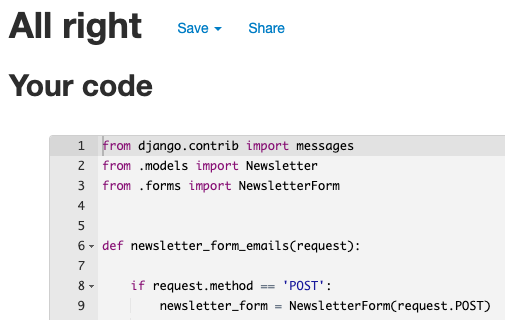 All right Save Share
Your code
1 from django.contrib import messages
2 from .models import Newsletter
3 from .forms import NewsletterForm
4
5
6 def newsletter_form_emails(request):
7
8     if request.method == 'POST':
9         newsletter_form = NewsletterForm(request.POST)